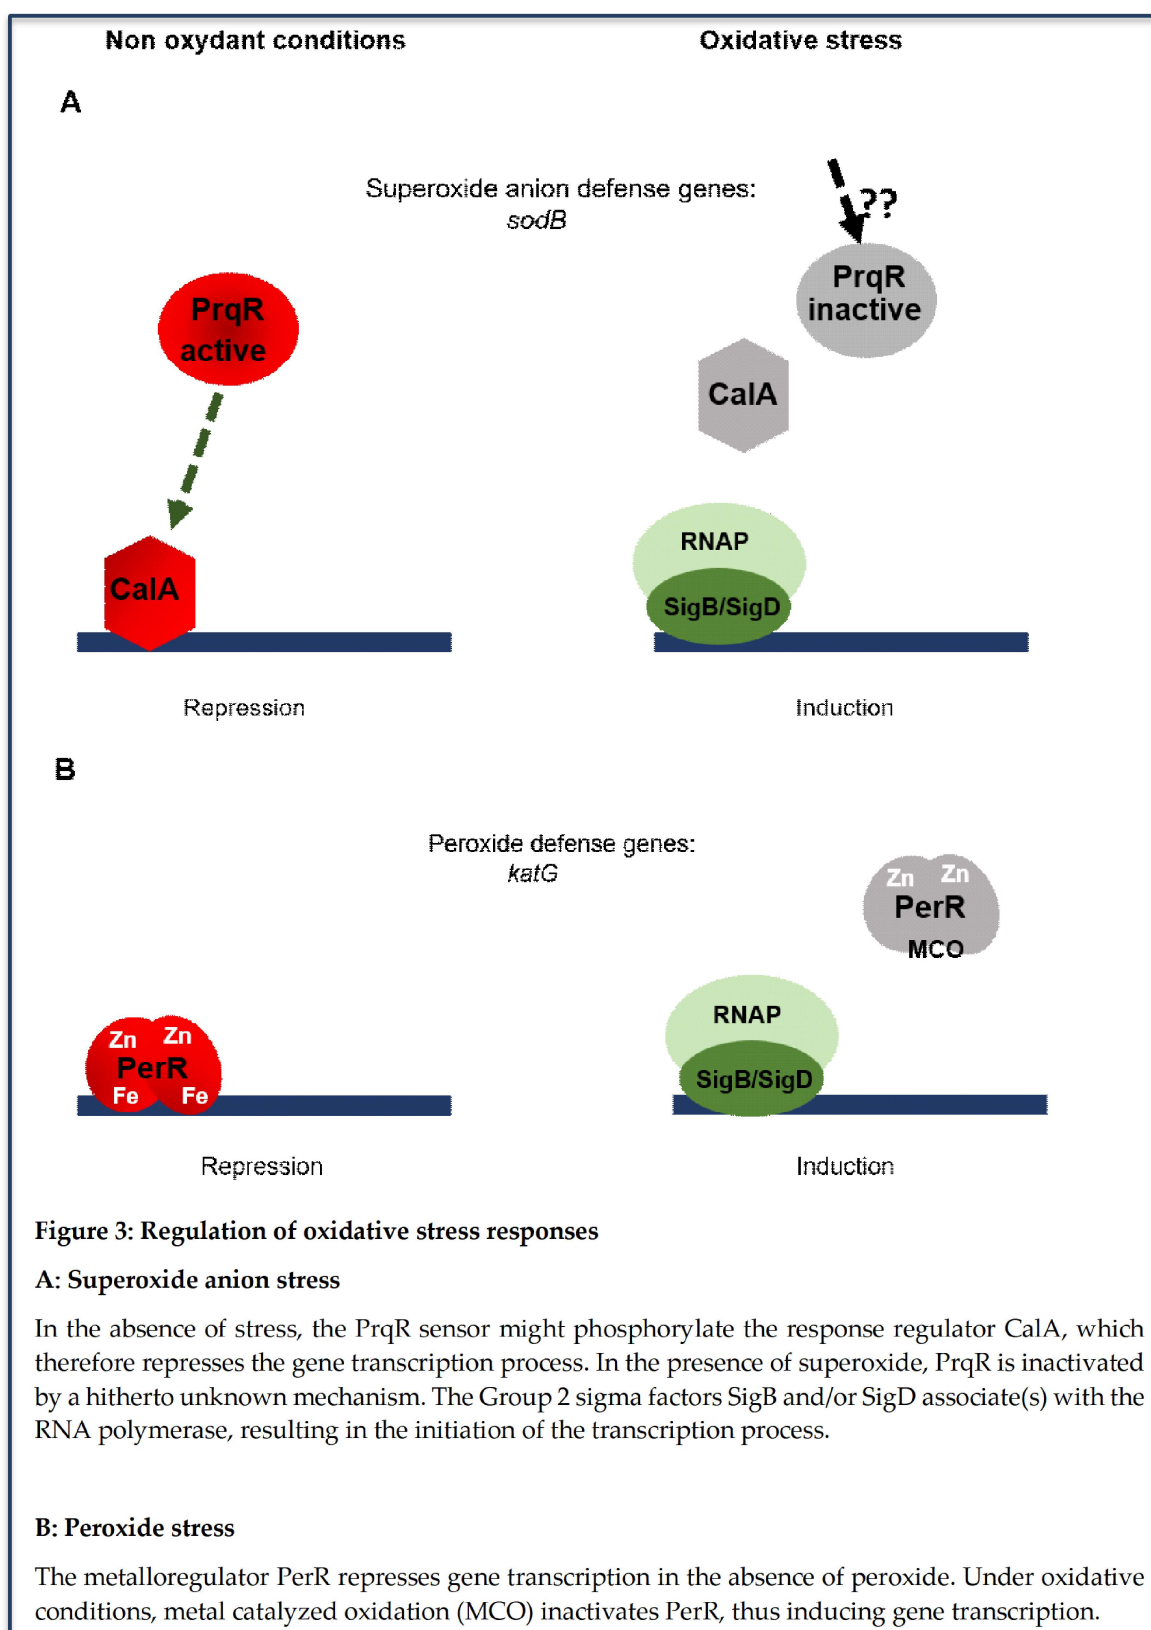 Non oxydant conditions
Oxidative stress
A
Superoxide anion defense genes:
sodB
??
PrqR
active
PrqR
inactive
CalA
CalA
RNAP
SigB/SigD
Repression
Induction
B
Peroxide defense genes:
katG
Zn Zn
PerR
MCO
Zn Zn
PerR
Fe Fe
RNAP
SigB/SigD
Repression
Induction
Figure 3: Regulation of oxidative stress responses
A: Superoxide anion stress
In the absence of stress, the PrqR sensor might phosphorylate the response regulator CalA, which
therefore represses the gene transcription process. In the presence of superoxide, PrqR is inactivated
by a hitherto unknown mechanism. The Group 2 sigma factors SigB and/or SigD associate(s) with the
RNA polymerase, resulting in the initiation of the transcription process.
B: Peroxide stress
The metalloregulator PerR represses gene transcription in the absence of peroxide. Under oxidative
conditions, metal catalyzed oxidation (MCO) inactivates PerR, thus inducing gene transcription.